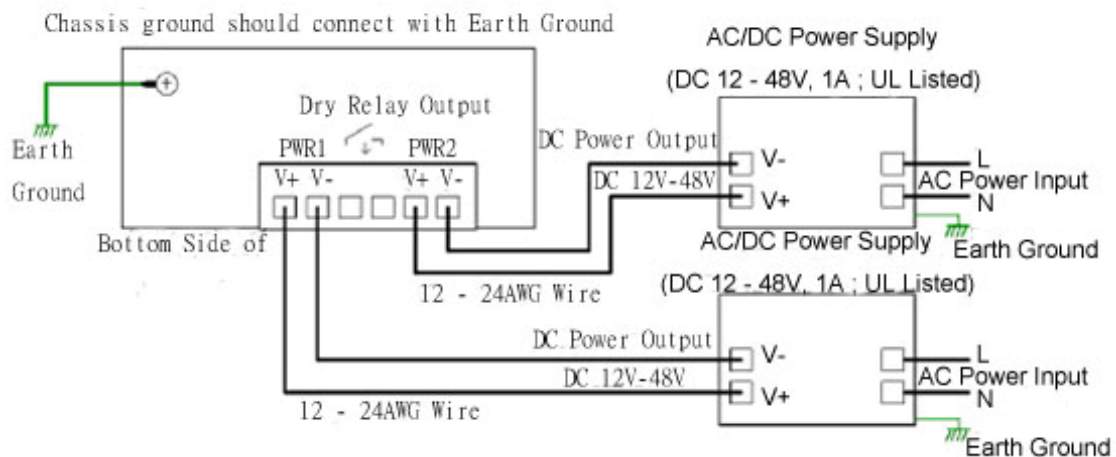 Chassis ground should connect with Earth Ground
Earth
Ground
Dry Relay Output
PWR1 PWR2
V+ V- V+ V-
Bottom Side of
12 - 24AWG Wire
12 - 24AWG Wire
AC/DC Power Supply
(DC 12 - 48V, 1A ; UL Listed)
DC Power Output
DC 12V-48V
V-
V+
L
AC Power Input
N
Earth Ground
AC/DC Power Supply
(DC 12 - 48V, 1A ; UL Listed)
DC Power Output
DC 12V-48V
V-
V+
L
AC Power Input
N
Earth Ground